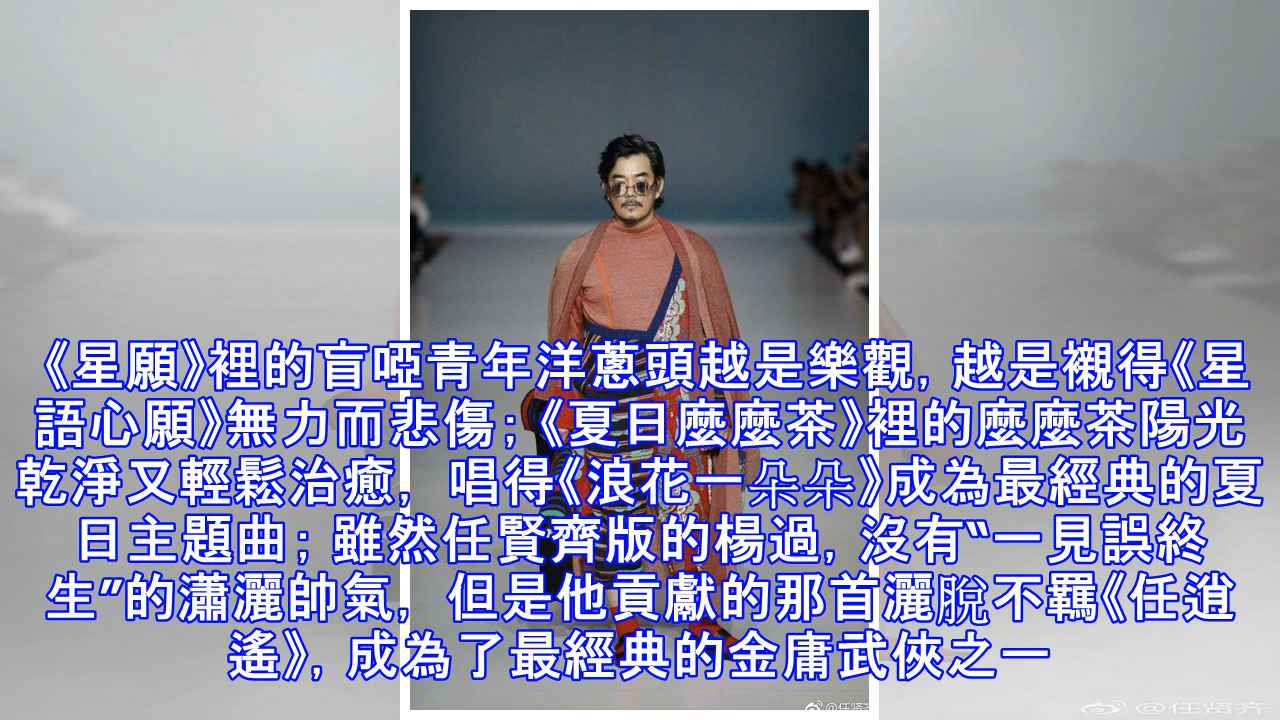 《星願》裡的盲啞青年洋蔥頭越是樂觀, 越是襯得《星
語心願》無力而悲傷; 《夏日麼麼茶》裡的麼麼茶陽光
乾淨又輕鬆治癒, 唱得《浪花一朵朵》成為最經典的夏
日主題曲; 雖然任賢齊版的楊過, 沒有“一見誤終
生”的瀟灑帥氣, 但是他貢獻的那首灑脫不羈《任逍
遙》, 成為了最經典的金庸武俠之一
@任贤齐
@任贤齐